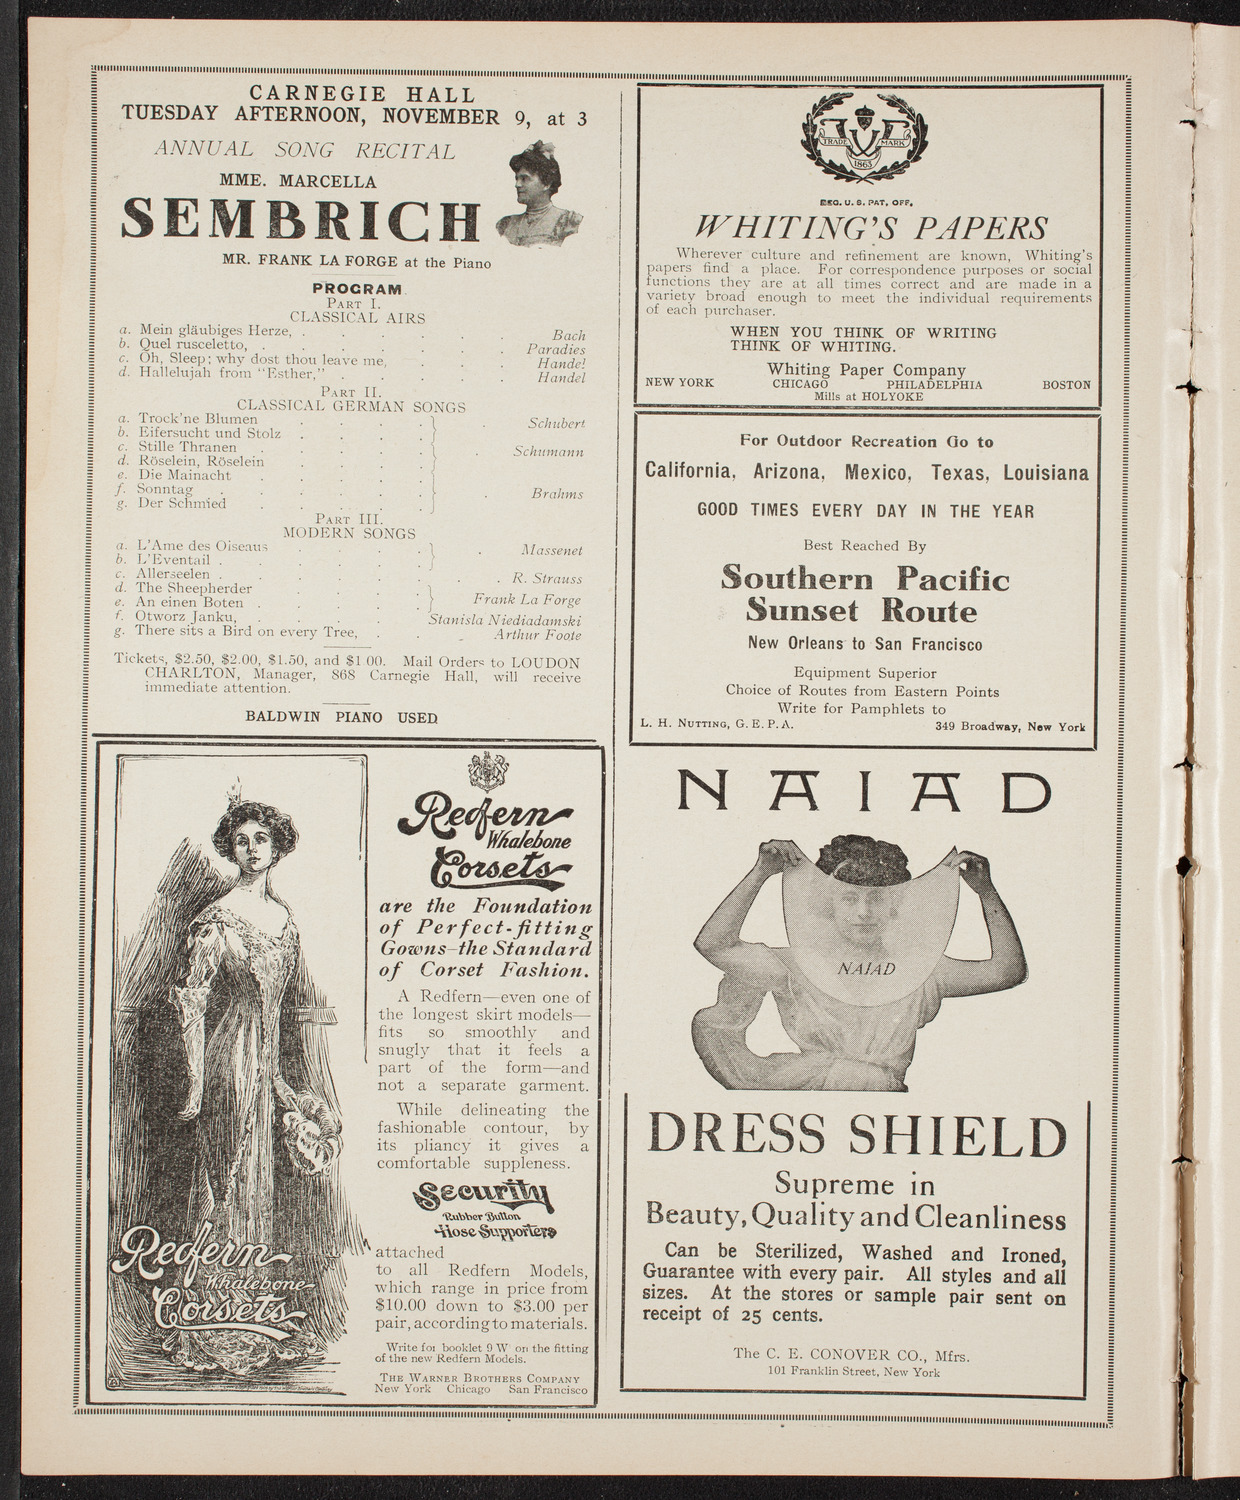 CARNEGIE HALL
TUESDAY AFTERNOON, NOVEMBER 9, at 3
ANNUAL SONG RECITAL
MME. MARCELLA
SEMBRICH
MR. FRANK LA FORGE at the Piano
PROGRAM
PART I.
CLASSICAL AIRS
a. Mein gläubiges Herze, . . . . . . Bach
b. Quel rusceletto, . . . . . . . Paradies
c. Oh, Sleep; why dost thou leave me, . . . Handel
d. Hallelujah from "Esther," . . . . . Handel
PART II.
CLASSICAL GERMAN SONGS
a. Trock'ne Blumen . . . . } . Schubert
b. Eifersucht und Stolz . . . .
c. Stille Thranen . . . . . } . Schumann
d. Röselein, Röselein . . . .
e. Die Mainacht . . . . .
f. Sonntag . . . . . } . Brahms
g. Der Schmied . . . . .
PART III.
MODERN SONGS
a. L'Ame des Oiseaus . . . . } . Massenet
b. L'Eventail . . . . .
c. Allerseelen . . . . . . . R. Strauss
d. The Sheepherder . . . . } Frank La Forge
e. An einen Boten . . . . .
f. Otworz Janku, . . . . Stanisla Niediadamski
g. There sits a Bird on every Tree, . . . Arthur Foote
Tickets, $2.50, $2.00, $1.50, and $1 00. Mail Orders to LOUDON
CHARLTON, Manager, 868 Carnegie Hall, will receive
immediate attention.
BALDWIN PIANO USED
Redfern
Whalebone
Corsets
are the Foundation
of Perfect-fitting
Gowns—the Standard
of Corset Fashion.
A Redfern—even one of
the longest skirt models—
fits so smoothly and
snugly that it feels a
part of the form—and
not a separate garment.
While delineating the
fashionable contour, by
its pliancy it gives a
comfortable suppleness.
Security
Rubber Button
Hose Supporters
attached
to all Redfern Models,
which range in price from
$10.00 down to $3.00 per
pair, according to materials.
Write for booklet 9 W on the fitting
of the new Redfern Models.
THE WARNER BROTHERS COMPANY
New York Chicago San Francisco
Redfern
Whalebone
Corsets
TRADE MARK
1865
REG. U. S. PAT. OFF.
WHITING'S PAPERS
Wherever culture and refinement are known, Whiting's
papers find a place. For correspondence purposes or social
functions they are at all times correct and are made in a
variety broad enough to meet the individual requirements
of each purchaser.
WHEN YOU THINK OF WRITING
THINK OF WHITING.
Whiting Paper Company
NEW YORK CHICAGO PHILADELPHIA BOSTON
Mills at HOLYOKE
For Outdoor Recreation Go to
California, Arizona, Mexico, Texas, Louisiana
GOOD TIMES EVERY DAY IN THE YEAR
Best Reached By
Southern Pacific
Sunset Route
New Orleans to San Francisco
Equipment Superior
Choice of Routes from Eastern Points
Write for Pamphlets to
L. H. NUTTING, G. E. P. A. 349 Broadway, New York
NAIAD
NAIAD
DRESS SHIELD
Supreme in
Beauty, Quality and Cleanliness
Can be Sterilized, Washed and Ironed,
Guarantee with every pair. All styles and all
sizes. At the stores or sample pair sent on
receipt of 25 cents.
The C. E. CONOVER CO., Mfrs.
101 Franklin Street, New York